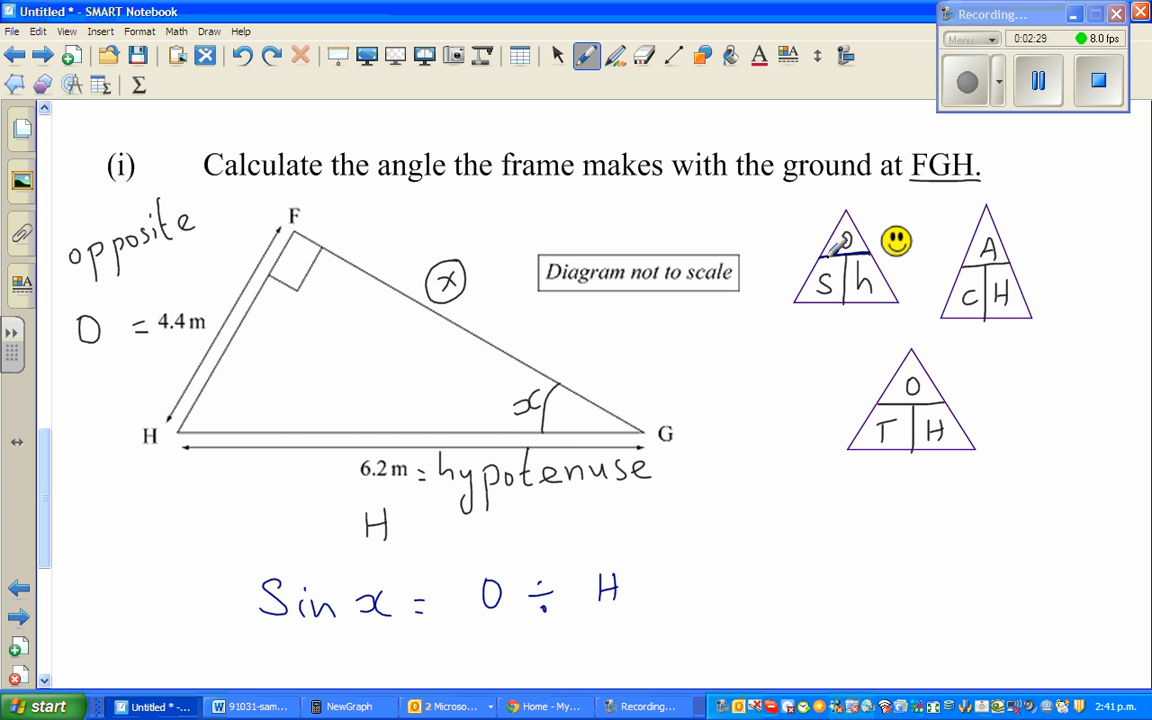 Untitled * - SMART Notebook
File Edit View Insert Format Math Draw Help
Recording...
Menu
0:02:29
8.0 fps
(i) Calculate the angle the frame makes with the ground at FGH.
opposite
F
x
Diagram not to scale
O
S h
A
C H
O = 4.4 m
O
T H
x
H
G
6.2 m = hypotenuse
H
Sin x = O ÷ H
start
Untitled * -...
91031-sam...
NewGraph
2 Microso...
Home - My...
Recording...
2:41 p.m.